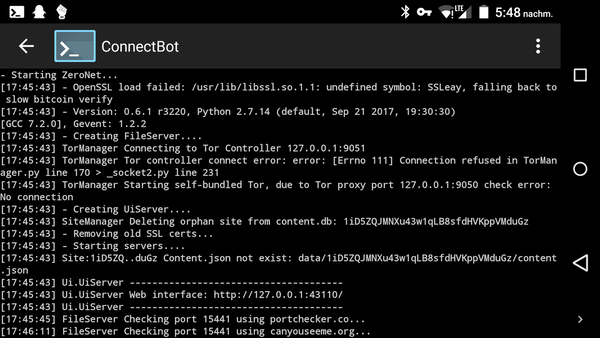 LTE 5:48 nachm.
ConnectBot
- Starting ZeroNet...
[17:45:43] - OpenSSL load failed: /usr/lib/libssl.so.1.1: undefined symbol: SSLeay, falling back to
slow bitcoin verify
[17:45:43] - Version: 0.6.1 r3220, Python 2.7.14 (default, Sep 21 2017, 19:30:30)
[GCC 7.2.0], Gevent: 1.2.2
[17:45:43] - Creating FileServer....
[17:45:43] TorManager Connecting to Tor Controller 127.0.0.1:9051
[17:45:43] TorManager Tor controller connect error: error: [Errno 111] Connection refused in TorMan
ager.py line 170 > _socket2.py line 231
[17:45:43] TorManager Starting self-bundled Tor, due to Tor proxy port 127.0.0.1:9050 check error:
No connection
[17:45:43] - Creating UiServer....
[17:45:43] SiteManager Deleting orphan site from content.db: 1iD5ZQJMNXu43w1qLB8sfdHVKppVMduGz
[17:45:43] - Removing old SSL certs...
[17:45:43] - Starting servers....
[17:45:43] Site:1iD5ZQ..duGz Content.json not exist: data/1iD5ZQJMNXu43w1qLB8sfdHVKppVMduGz/content
.json
[17:45:43] Ui.UiServer --------------------------------------
[17:45:43] Ui.UiServer Web interface: http://127.0.0.1:43110/
[17:45:43] Ui.UiServer --------------------------------------
[17:45:45] FileServer Checking port 15441 using portchecker.co...
[17:46:11] FileServer Checking port 15441 using canyouseeme.org...